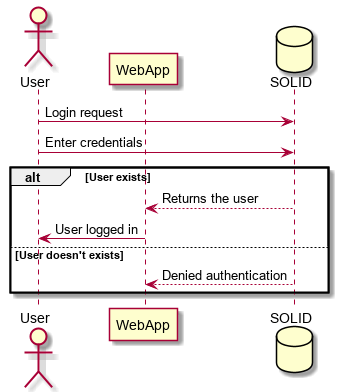 User
WebApp
SOLID
Login request
Enter credentials
alt
[User exists]
Returns the user
User logged in
[User doesn't exists]
Denied authentication
User
WebApp
SOLID